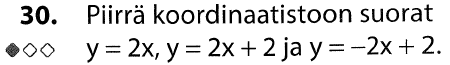 30. Piirrä koordinaatistoon suorat
y = 2x, y = 2x + 2 ja y = −2x + 2.